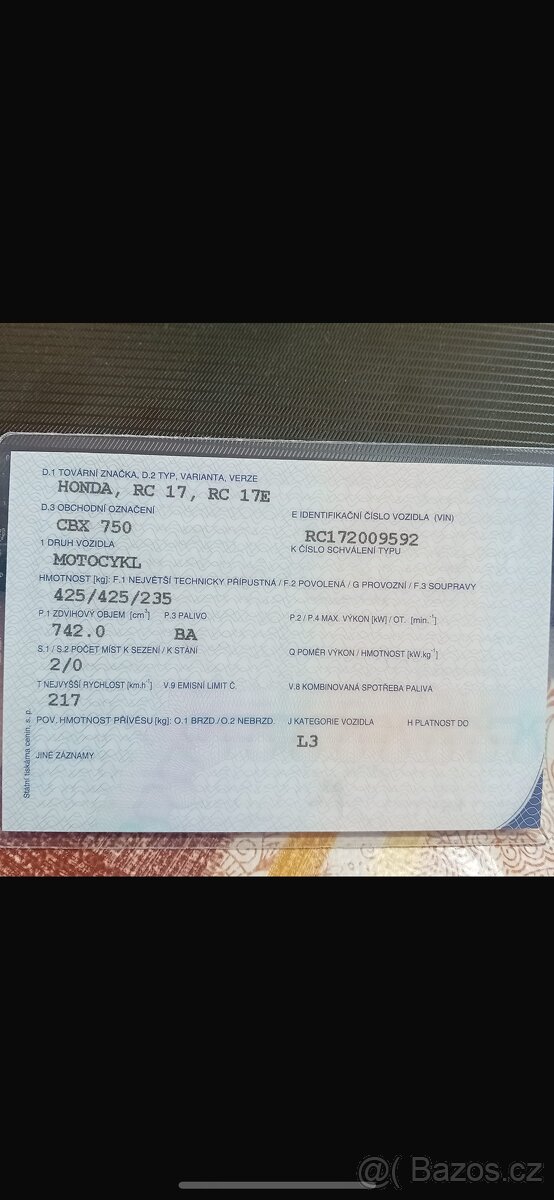 D.1 TOVÁRNÍ ZNAČKA, D.2 TYP, VARIANTA, VERZE
HONDA, RC 17, RC 17E
D.3 OBCHODNÍ OZNAČENÍ
CBX 750
E IDENTIFIKAČNÍ ČÍSLO VOZIDLA (VIN)
RC172009592
1 DRUH VOZIDLA
MOTOCYKL
K ČÍSLO SCHVÁLENÍ TYPU
HMOTNOST [kg]: F.1 NEJVĚTŠÍ TECHNICKY PŘÍPUSTNÁ / F.2 POVOLENÁ / G PROVOZNÍ / F.3 SOUPRAVY
425/425/235
P.1 ZDVIHOVÝ OBJEM [cm³] P.3 PALIVO P.2 / P.4 MAX. VÝKON [kW] / OT. [min.⁻¹]
742.0 BA
S.1 / S.2 POČET MÍST K SEZENÍ / K STÁNÍ Q POMĚR VÝKON / HMOTNOST [kW.kg⁻¹]
2/0
T NEJVYŠŠÍ RYCHLOST [km.h⁻¹] V.9 EMISNÍ LIMIT Č. V.8 KOMBINOVANÁ SPOTŘEBA PALIVA
217
POV. HMOTNOST PŘÍVĚSU [kg]: O.1 BRZD./O.2 NEBRZD. J KATEGORIE VOZIDLA H PLATNOST DO
L3
JINÉ ZÁZNAMY
Státní tiskárna cenin, s. p.
@( Bazos.cz